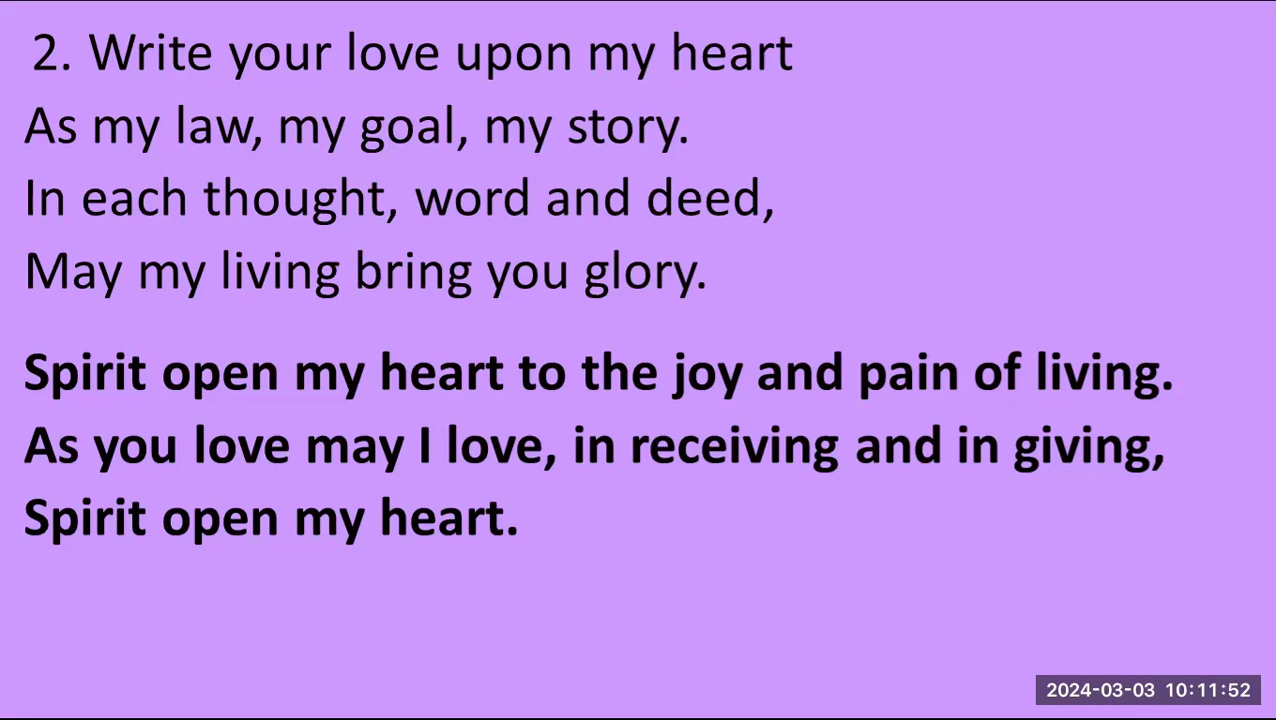 2. Write your love upon my heart
As my law, my goal, my story.
In each thought, word and deed,
May my living bring you glory.
Spirit open my heart to the joy and pain of living.
As you love may I love, in receiving and in giving,
Spirit open my heart.
2024-03-03 10:11:52